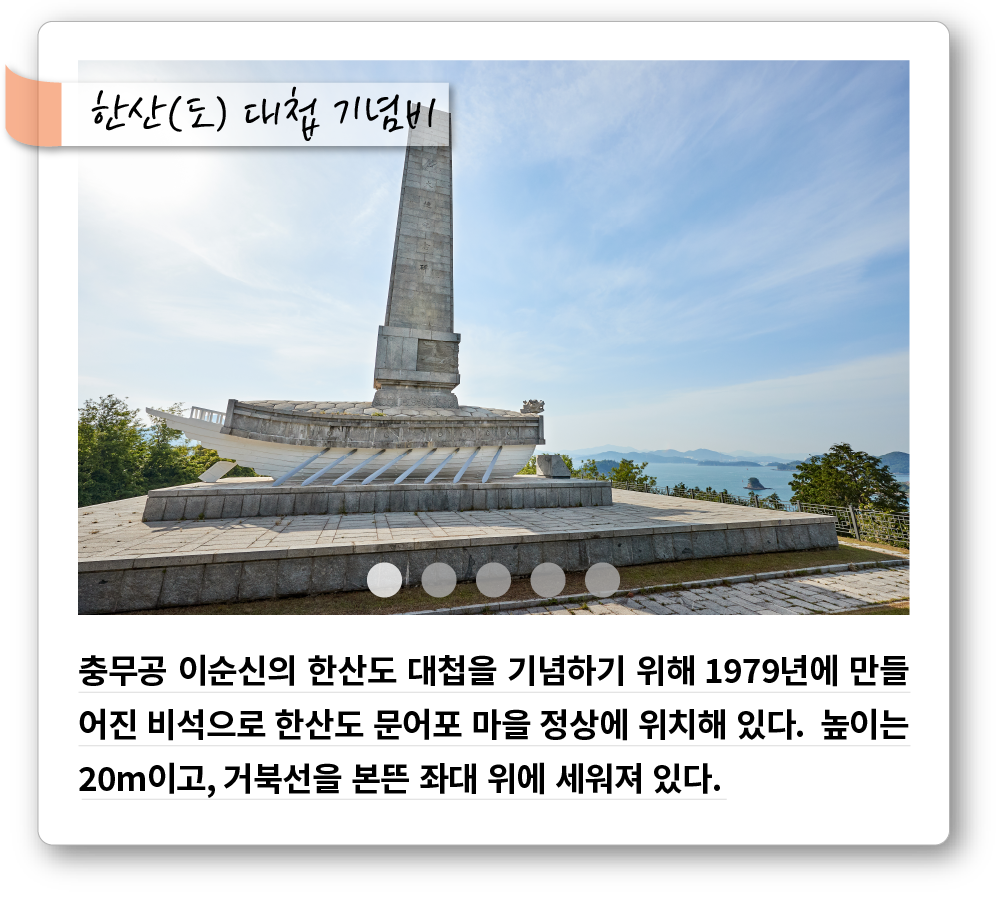 한산(도) 대첩 기념비
충무공 이순신의 한산도 대첩을 기념하기 위해 1979년에 만들
어진 비석으로 한산도 문어포 마을 정상에 위치해 있다. 높이는
20m이고, 거북선을 본뜬 좌대 위에 세워져 있다.